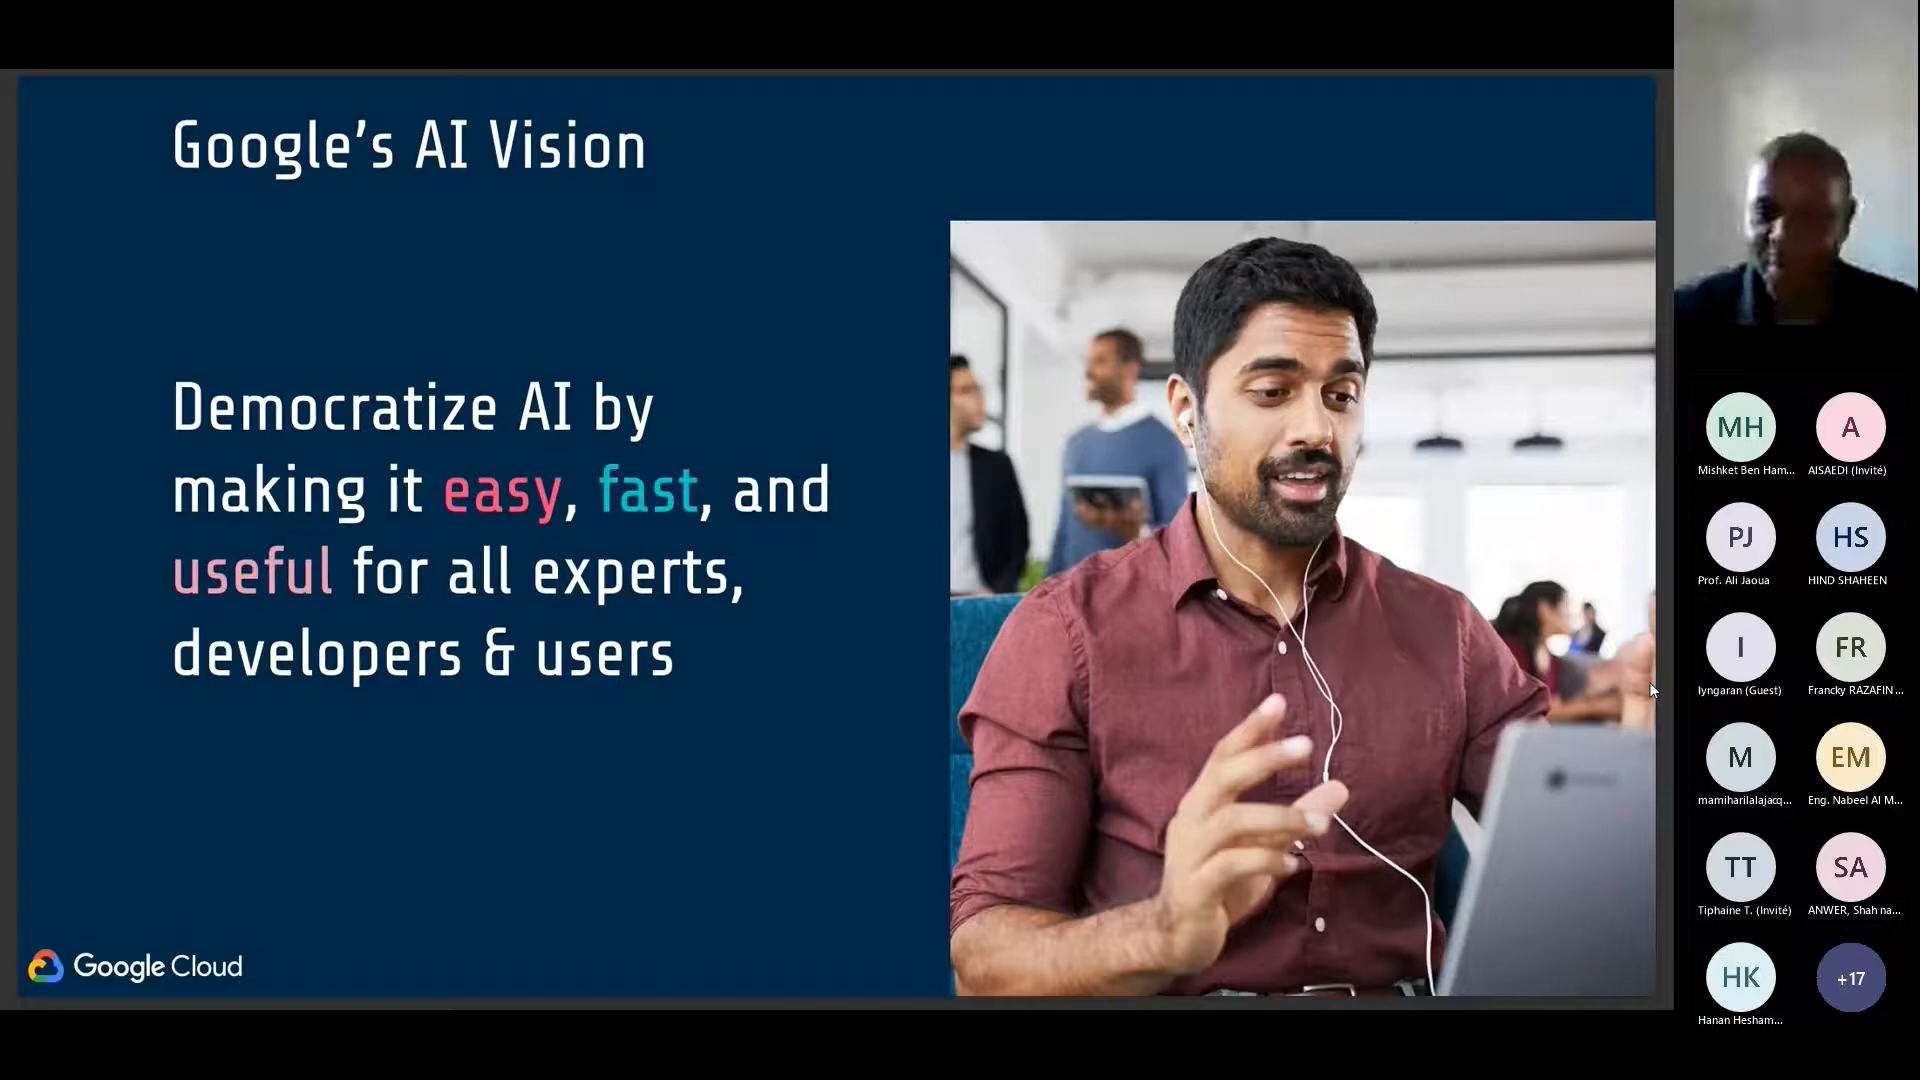 Google's AI Vision
Democratize AI by
making it easy, fast, and
useful for all experts,
developers & users
Google Cloud
MH
Mishket Ben Ham...
A
AISAEDI (Invité)
PJ
Prof. Ali Jaoua
HS
HIND SHAHEEN
I
Iyngaran (Guest)
FR
Francky RAZAFIN...
M
mamiharilalajacq...
EM
Eng. Nabeel Al M...
TT
Tiphaine T. (Invité)
SA
ANWER, Shah na...
HK
Hanan Hesham...
+17